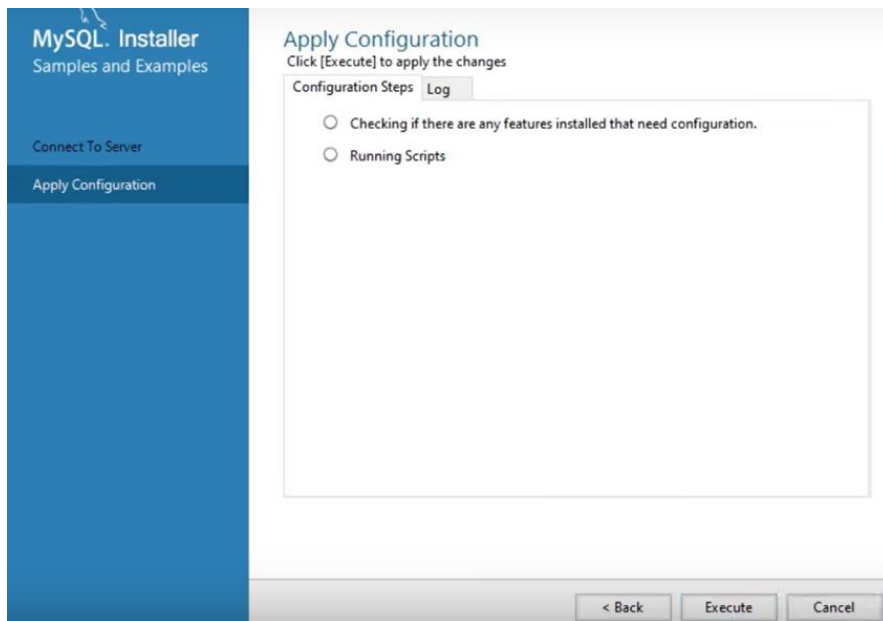 MySQL. Installer
Samples and Examples
Connect To Server
Apply Configuration
Apply Configuration
Click [Execute] to apply the changes
Configuration Steps Log
Checking if there are any features installed that need configuration.
Running Scripts
< Back Execute Cancel